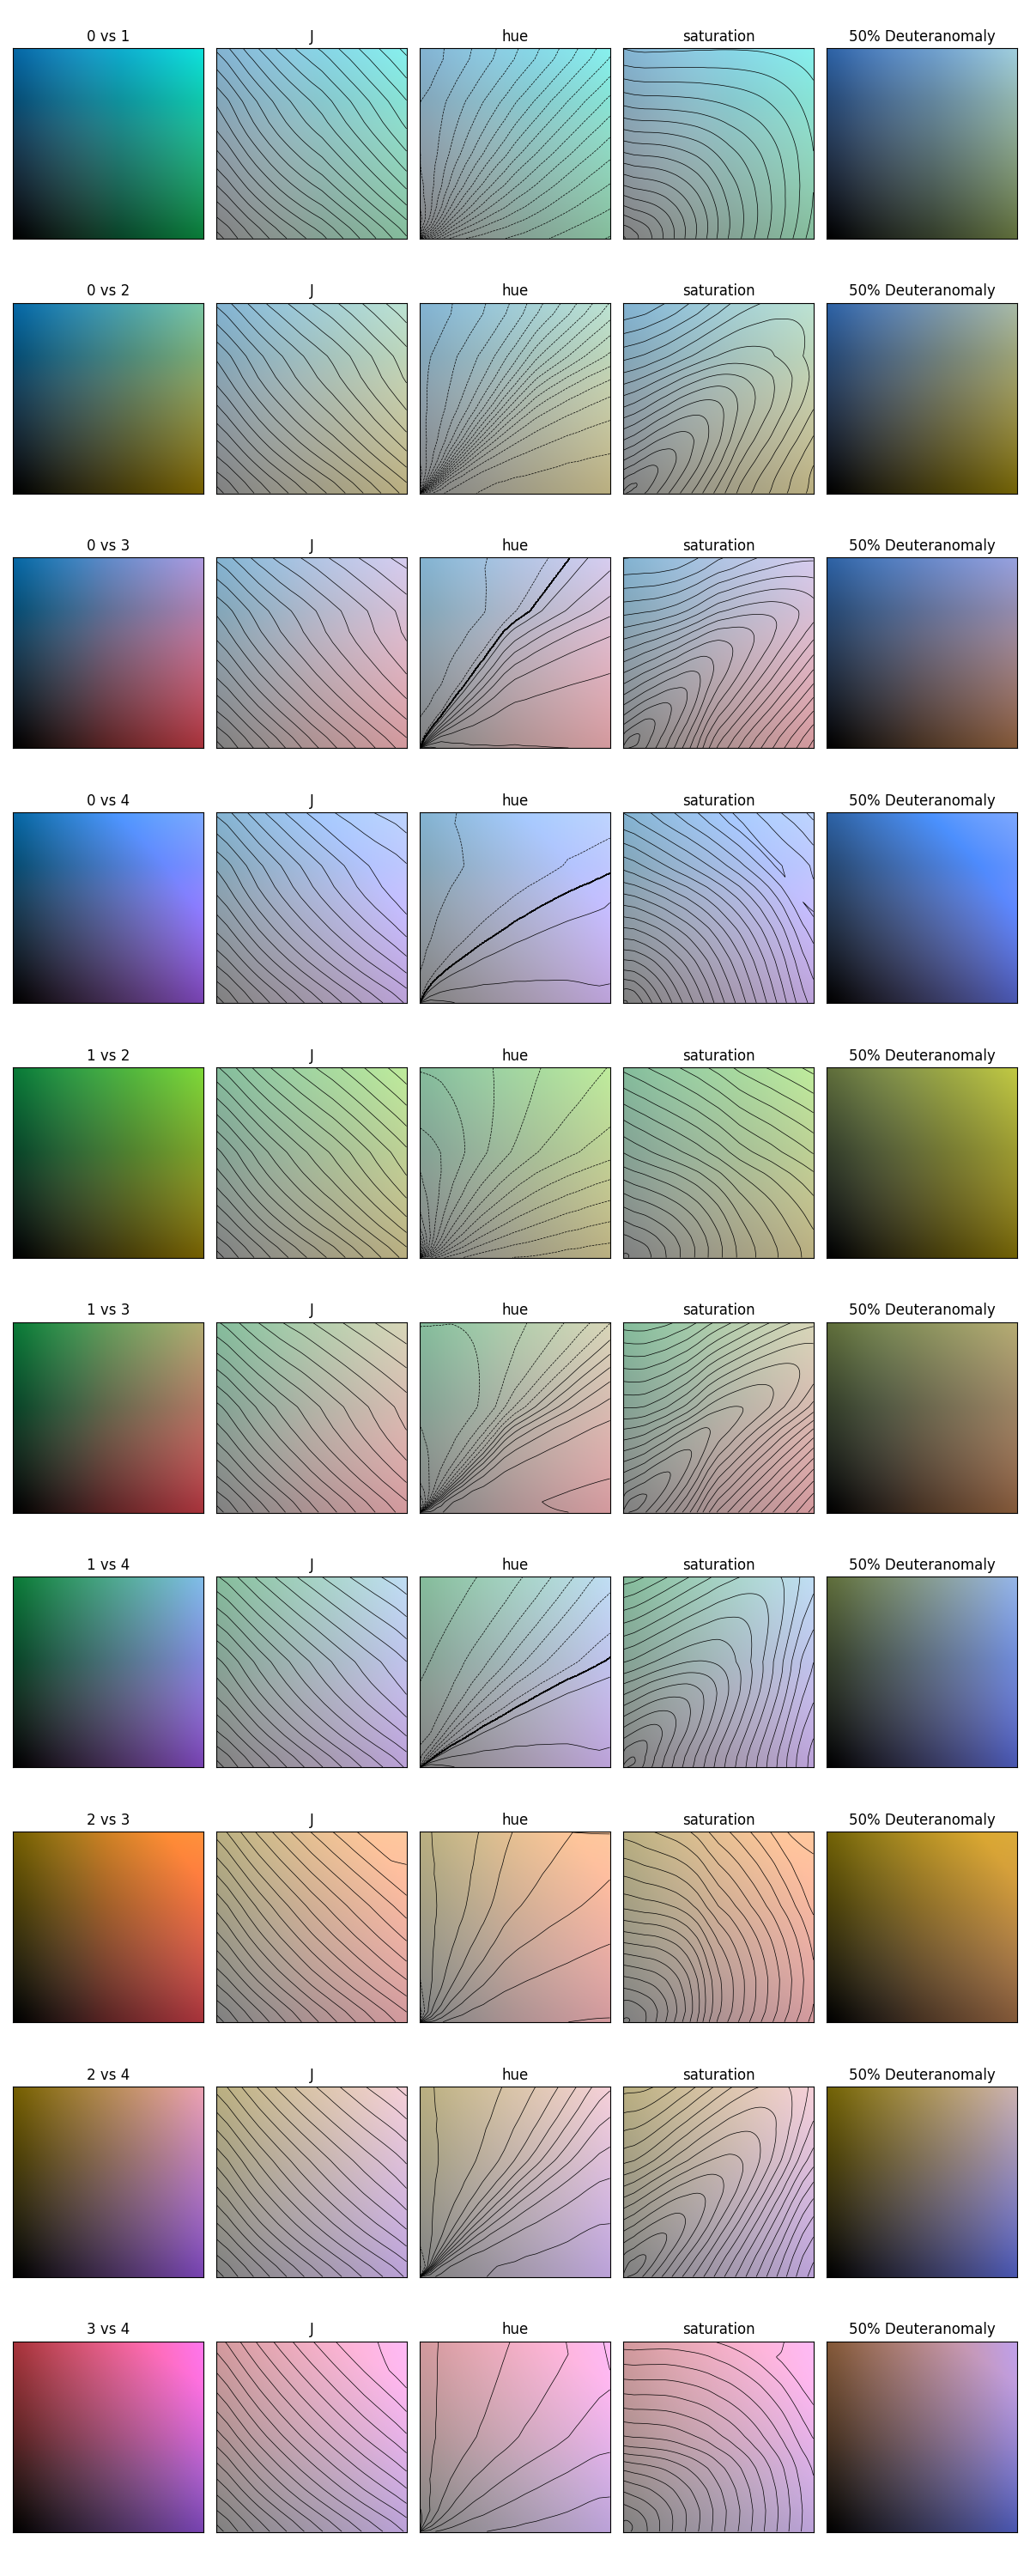 0 vs 1 J hue saturation 50% Deuteranomaly
0 vs 2 J hue saturation 50% Deuteranomaly
0 vs 3 J hue saturation 50% Deuteranomaly
0 vs 4 J hue saturation 50% Deuteranomaly
1 vs 2 J hue saturation 50% Deuteranomaly
1 vs 3 J hue saturation 50% Deuteranomaly
1 vs 4 J hue saturation 50% Deuteranomaly
2 vs 3 J hue saturation 50% Deuteranomaly
2 vs 4 J hue saturation 50% Deuteranomaly
3 vs 4 J hue saturation 50% Deuteranomaly